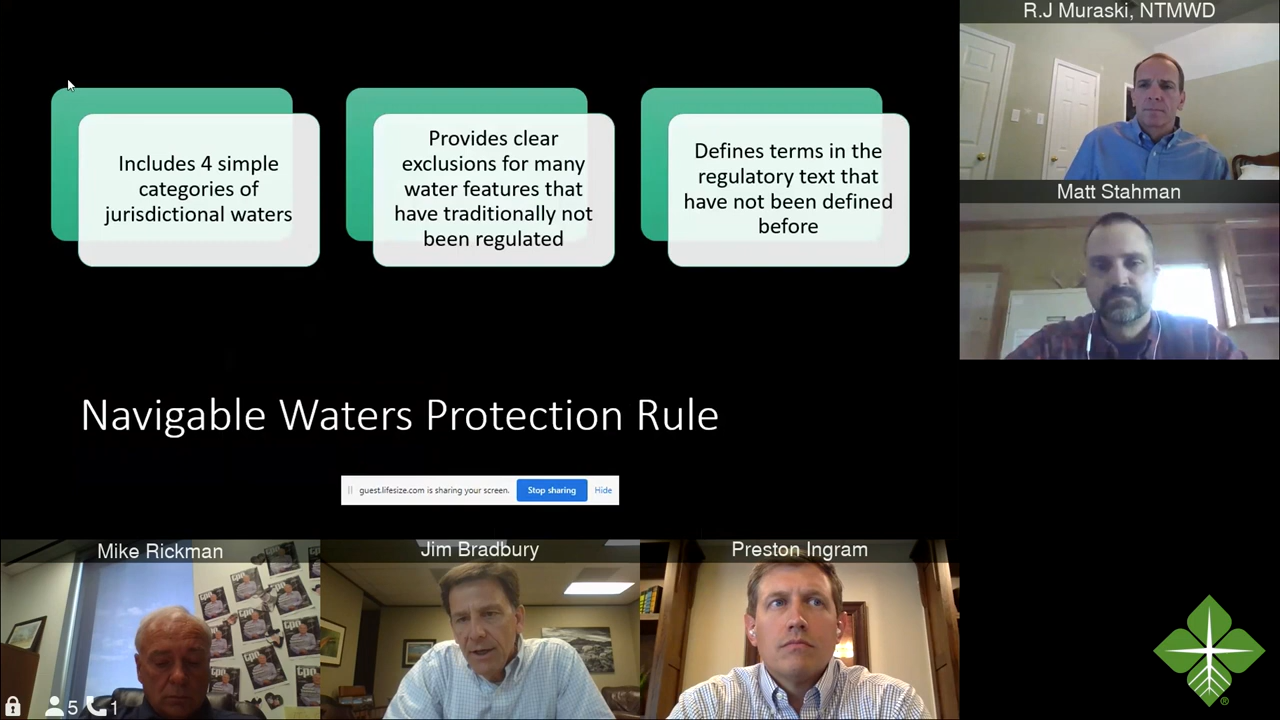 R.J Muraski, NTMWD
Includes 4 simple
categories of
jurisdictional waters
Provides clear
exclusions for many
water features that
have traditionally not
been regulated
Defines terms in the
regulatory text that
have not been defined
before
Matt Stahman
Navigable Waters Protection Rule
guest.lifesize.com is sharing your screen.
Stop sharing
Hide
Mike Rickman
Jim Bradbury
Preston Ingram
5
1
®